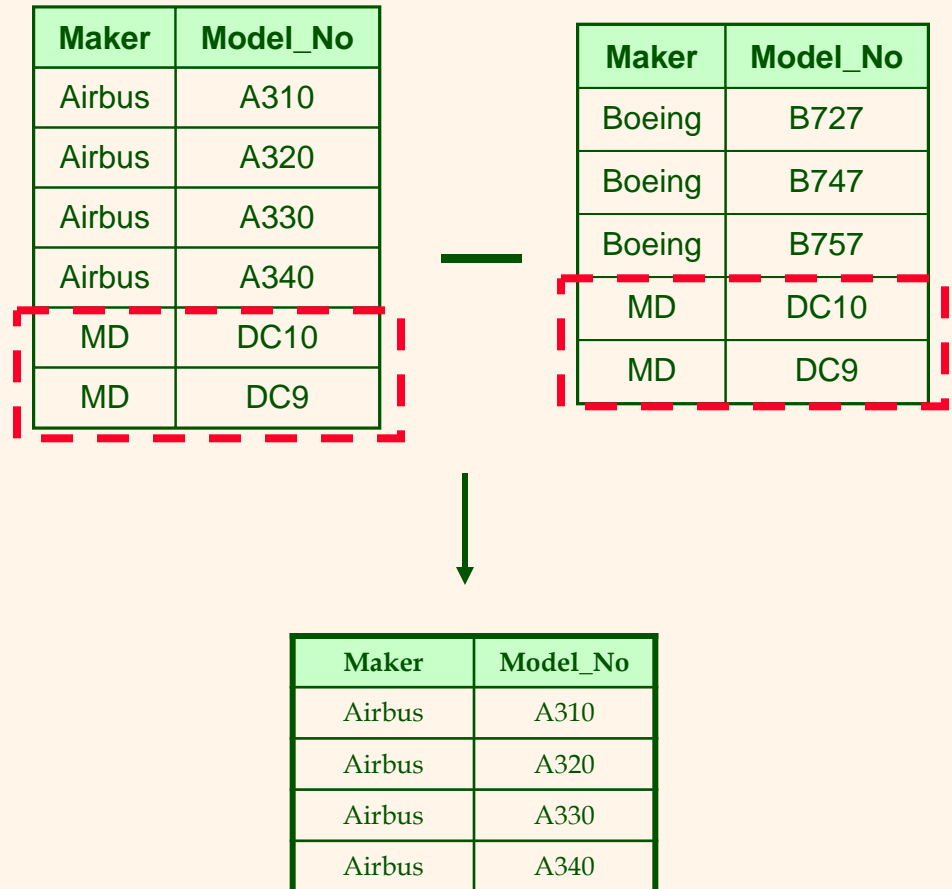 Maker Model_No
Airbus A310
Airbus A320
Airbus A330
Airbus A340
MD DC10
MD DC9
Maker Model_No
Boeing B727
Boeing B747
Boeing B757
MD DC10
MD DC9
Maker Model_No
Airbus A310
Airbus A320
Airbus A330
Airbus A340